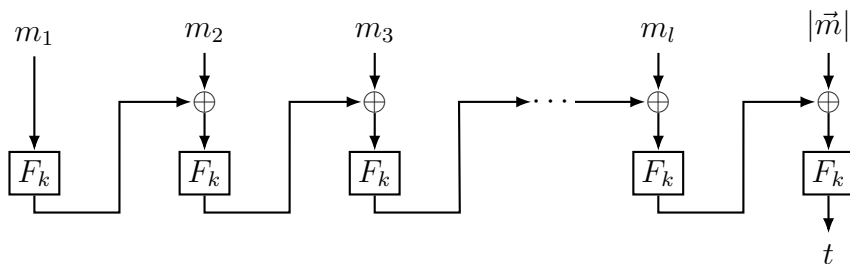 m₁ m₂ m₃ mₗ |m⃗|
· · ·
Fₖ Fₖ Fₖ Fₖ Fₖ
t